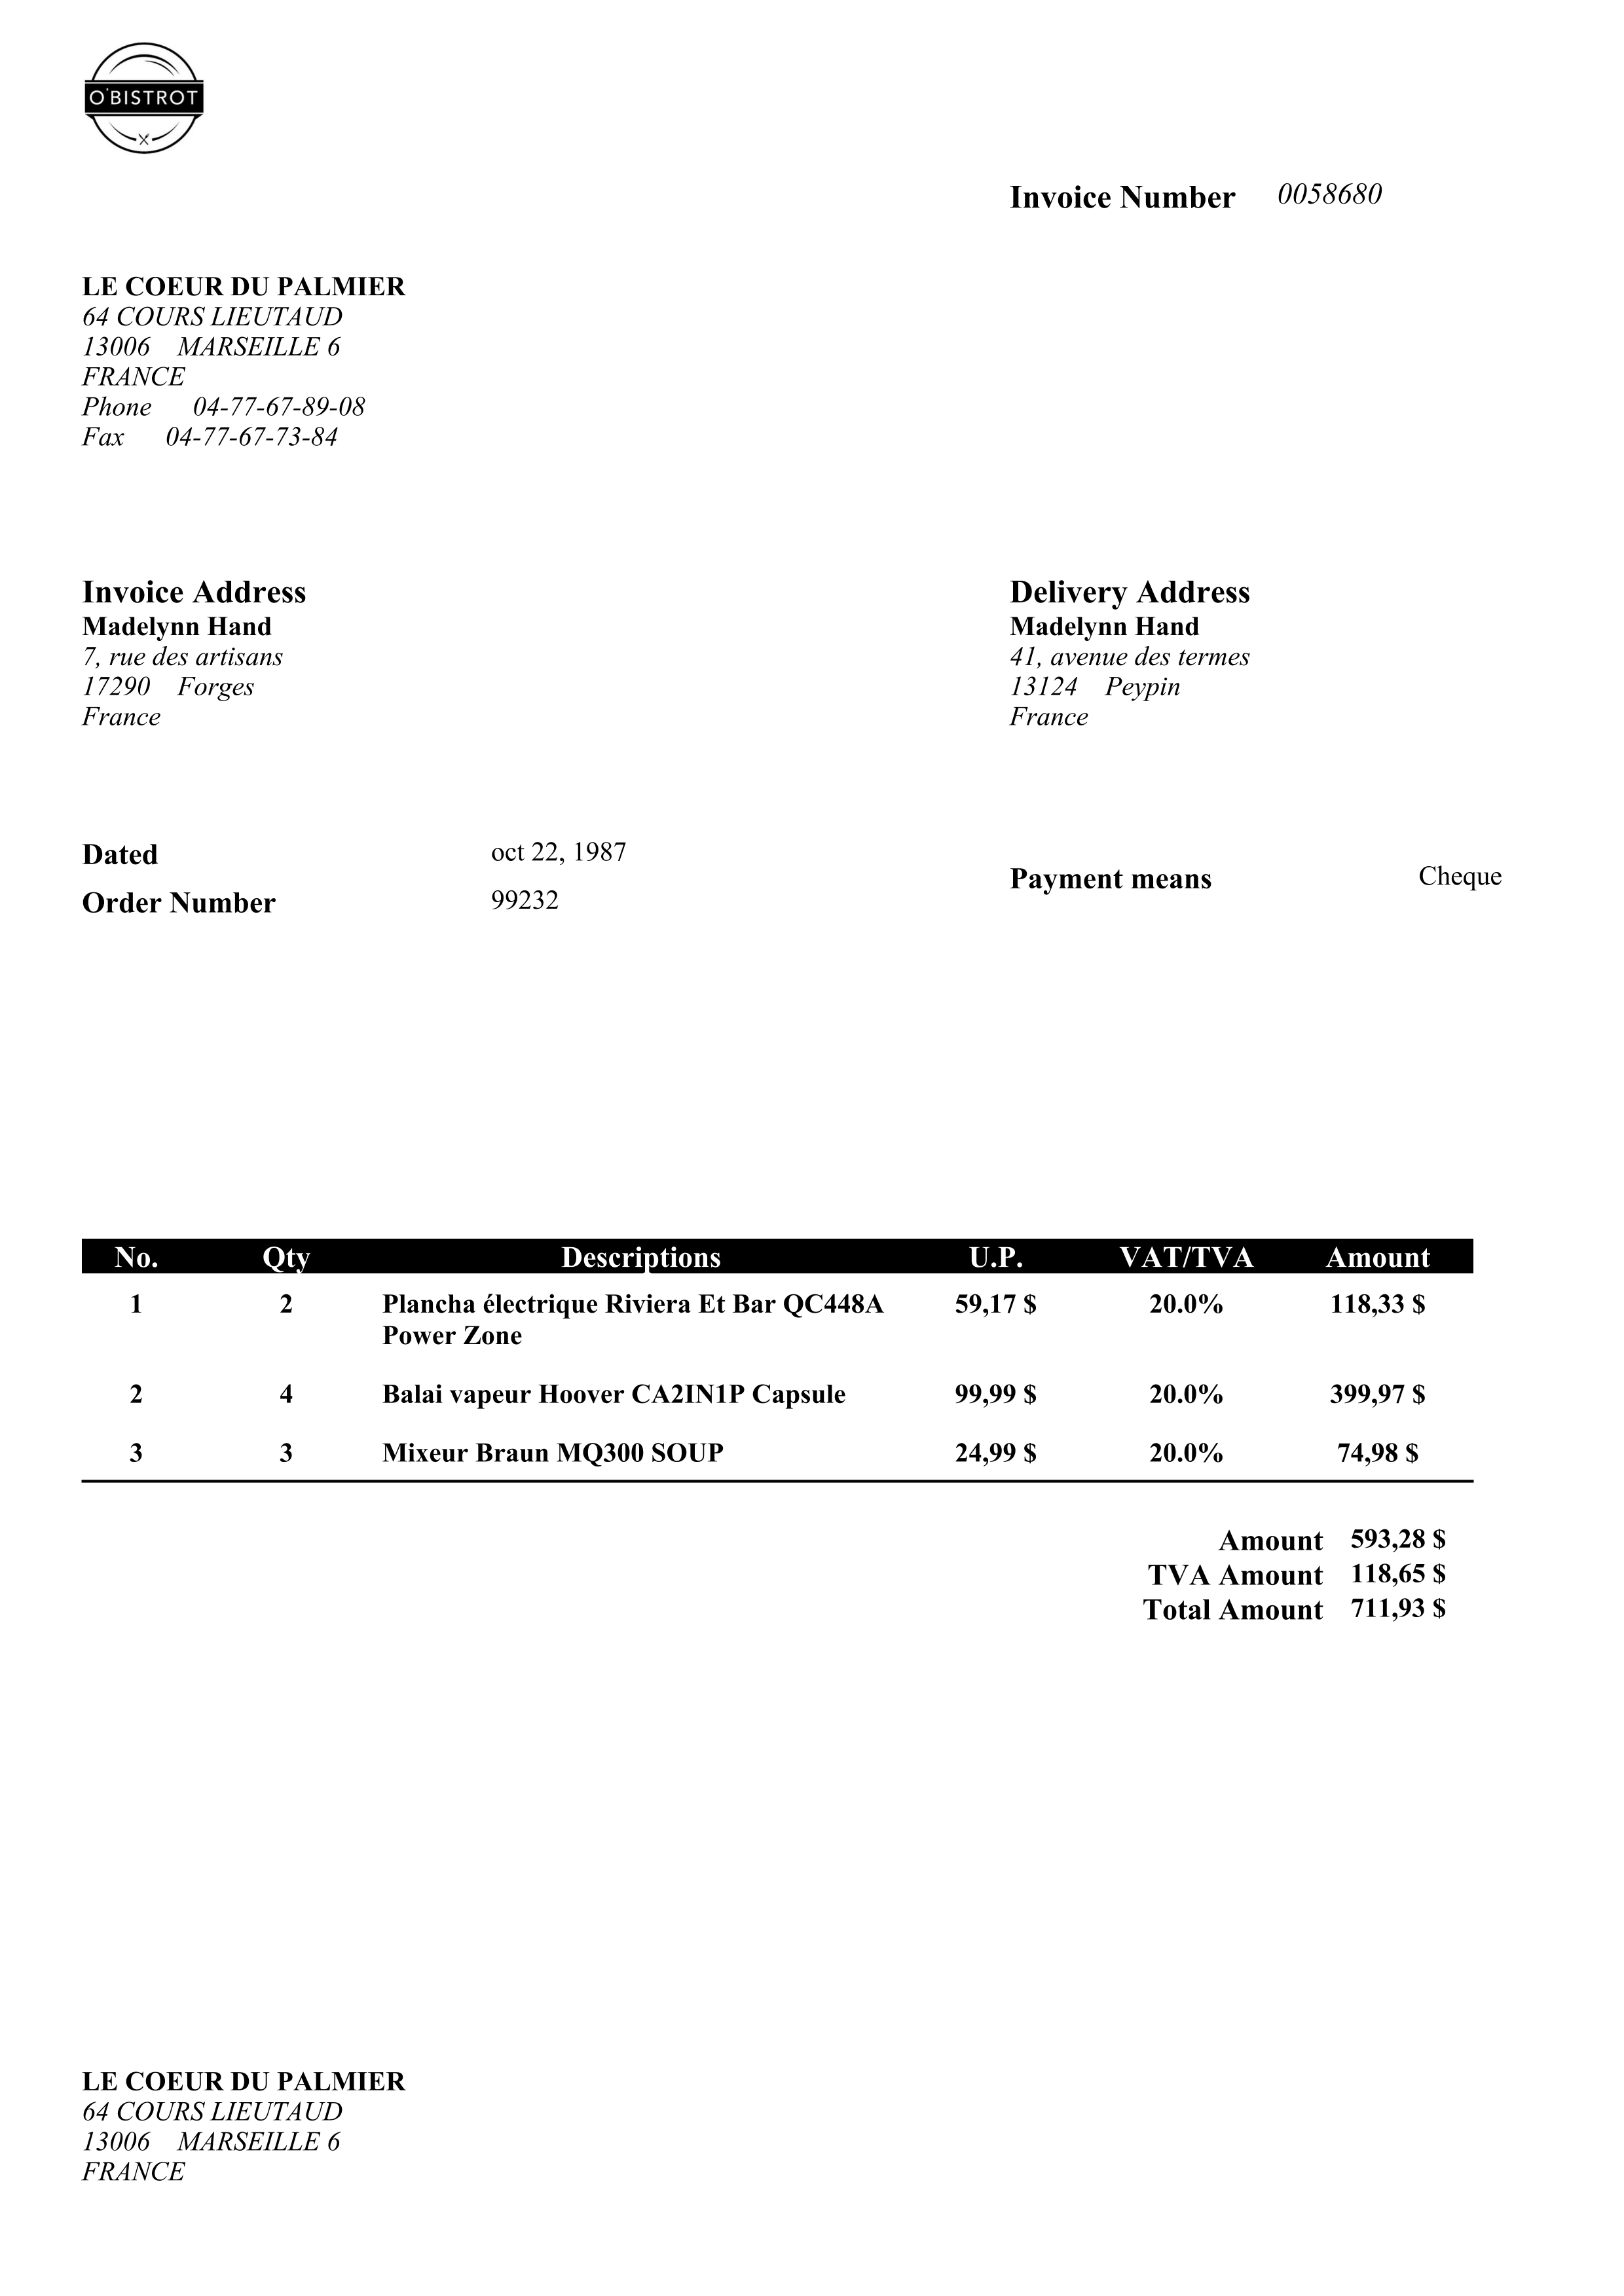 O'BISTROT
Invoice Number 0058680
LE COEUR DU PALMIER
64 COURS LIEUTAUD
13006 MARSEILLE 6
FRANCE
Phone 04-77-67-89-08
Fax 04-77-67-73-84
Invoice Address
Madelynn Hand
7, rue des artisans
17290 Forges
France
Delivery Address
Madelynn Hand
41, avenue des termes
13124 Peypin
France
Dated oct 22, 1987
Order Number 99232
Payment means Cheque
No. Qty Descriptions U.P. VAT/TVA Amount
1 2 Plancha électrique Riviera Et Bar QC448A 59,17 $ 20.0% 118,33 $
Power Zone
2 4 Balai vapeur Hoover CA2IN1P Capsule 99,99 $ 20.0% 399,97 $
3 3 Mixeur Braun MQ300 SOUP 24,99 $ 20.0% 74,98 $
Amount 593,28 $
TVA Amount 118,65 $
Total Amount 711,93 $
LE COEUR DU PALMIER
64 COURS LIEUTAUD
13006 MARSEILLE 6
FRANCE